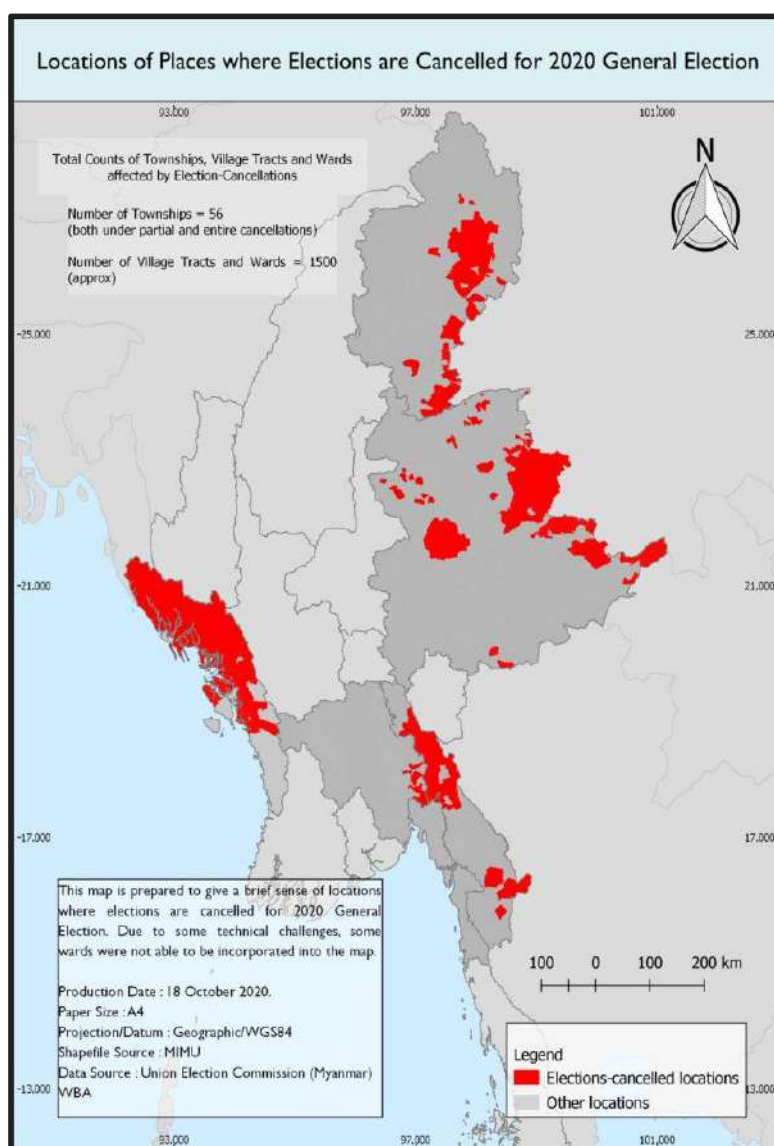 Locations of Places where Elections are Cancelled for 2020 General Election
93.000
97.000
101.000
Total Counts of Townships, Village Tracts and Wards
affected by Election-Cancellations
Number of Townships = 56
(both under partial and entire cancellations)
Number of Village Tracts and Wards = 1500
(approx)
N
-25.000
25.000
-21.000
21.000
-17.000
17.000
This map is prepared to give a brief sense of locations
where elections are cancelled for 2020 General
Election. Due to some technical challenges, some
wards were not able to be incorporated into the map.
Production Date : 18 October 2020.
Paper Size : A4
Projection/Datum : Geographic/WGS84
Shapefile Source : MIMU
Data Source : Union Election Commission (Myanmar)
WBA
100 0 100 200 km
Legend
Elections-cancelled locations
Other locations
-13.000
13.000
93.000
97.000
101.000